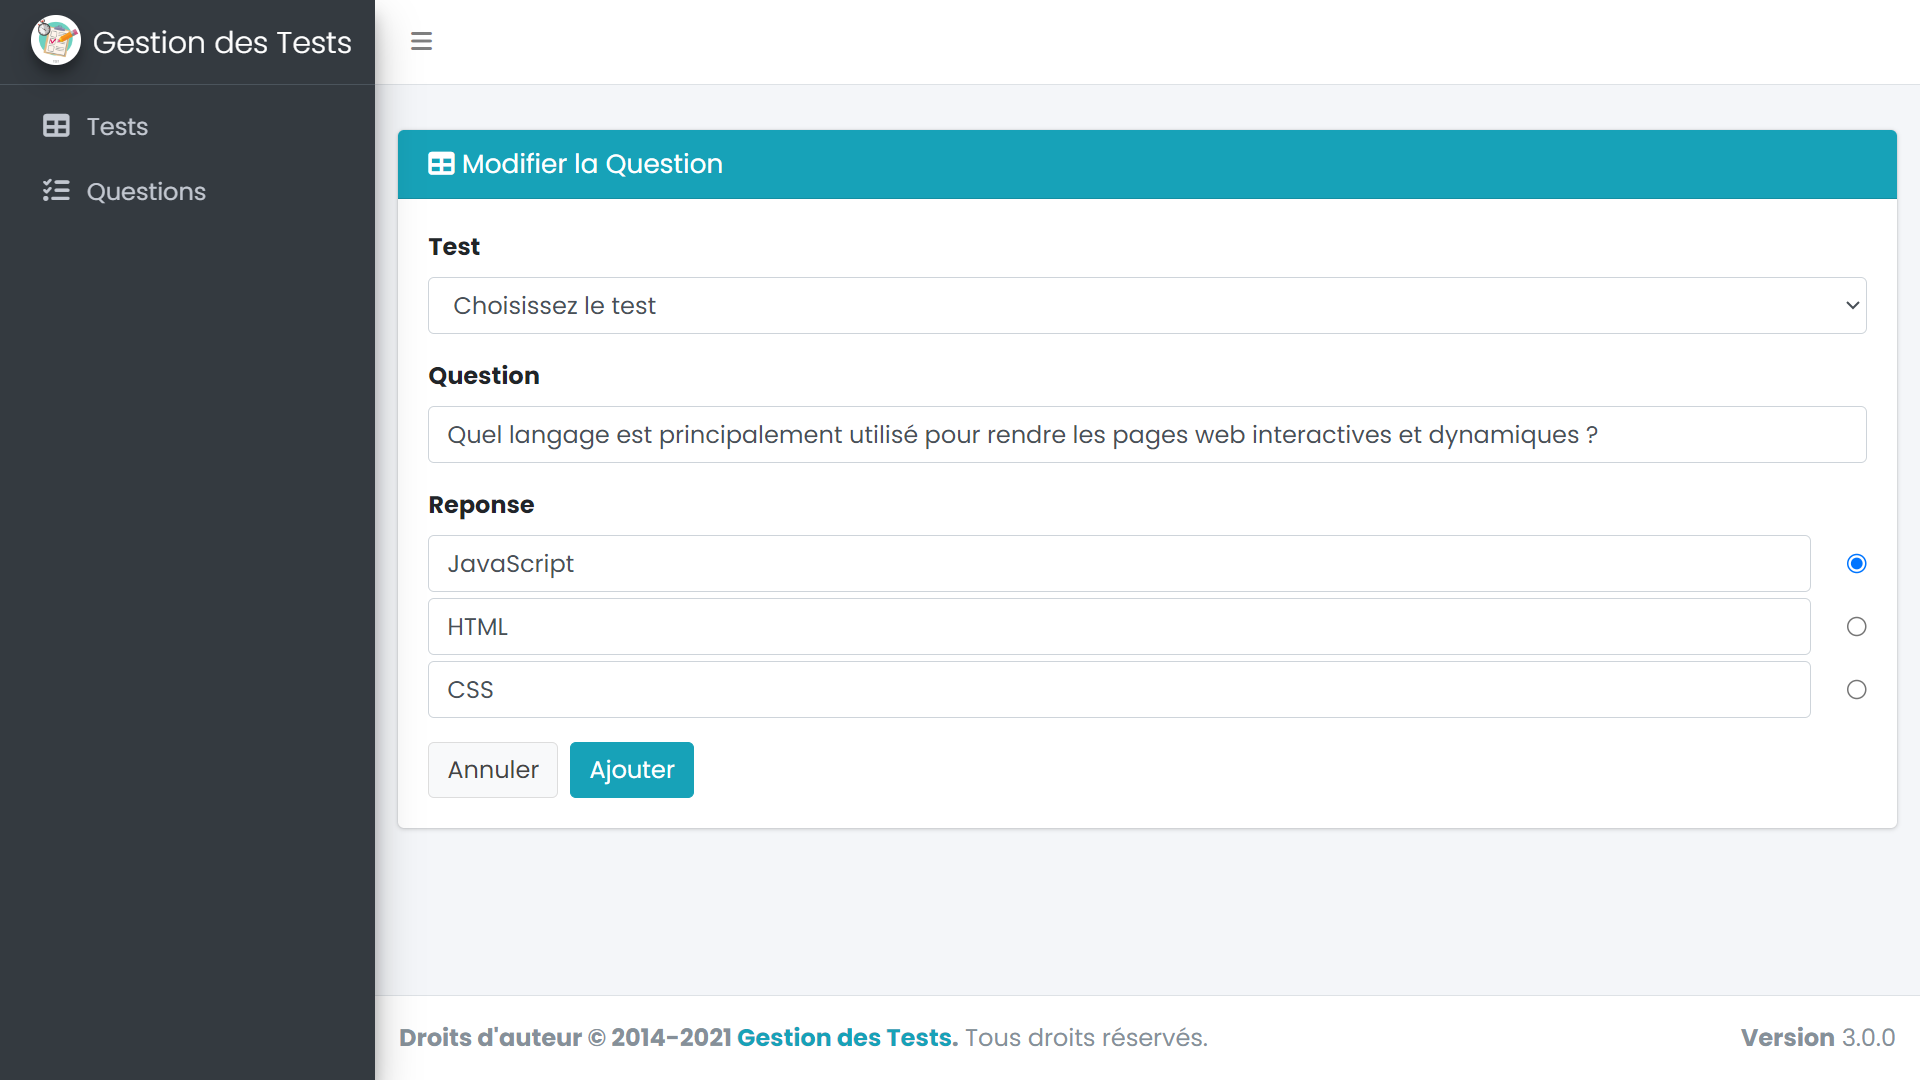 Gestion des Tests
Tests
Questions
Modifier la Question
Test
Choisissez le test
Question
Quel langage est principalement utilisé pour rendre les pages web interactives et dynamiques ?
Reponse
JavaScript
HTML
CSS
Annuler Ajouter
Droits d'auteur © 2014-2021 Gestion des Tests. Tous droits réservés. Version 3.0.0